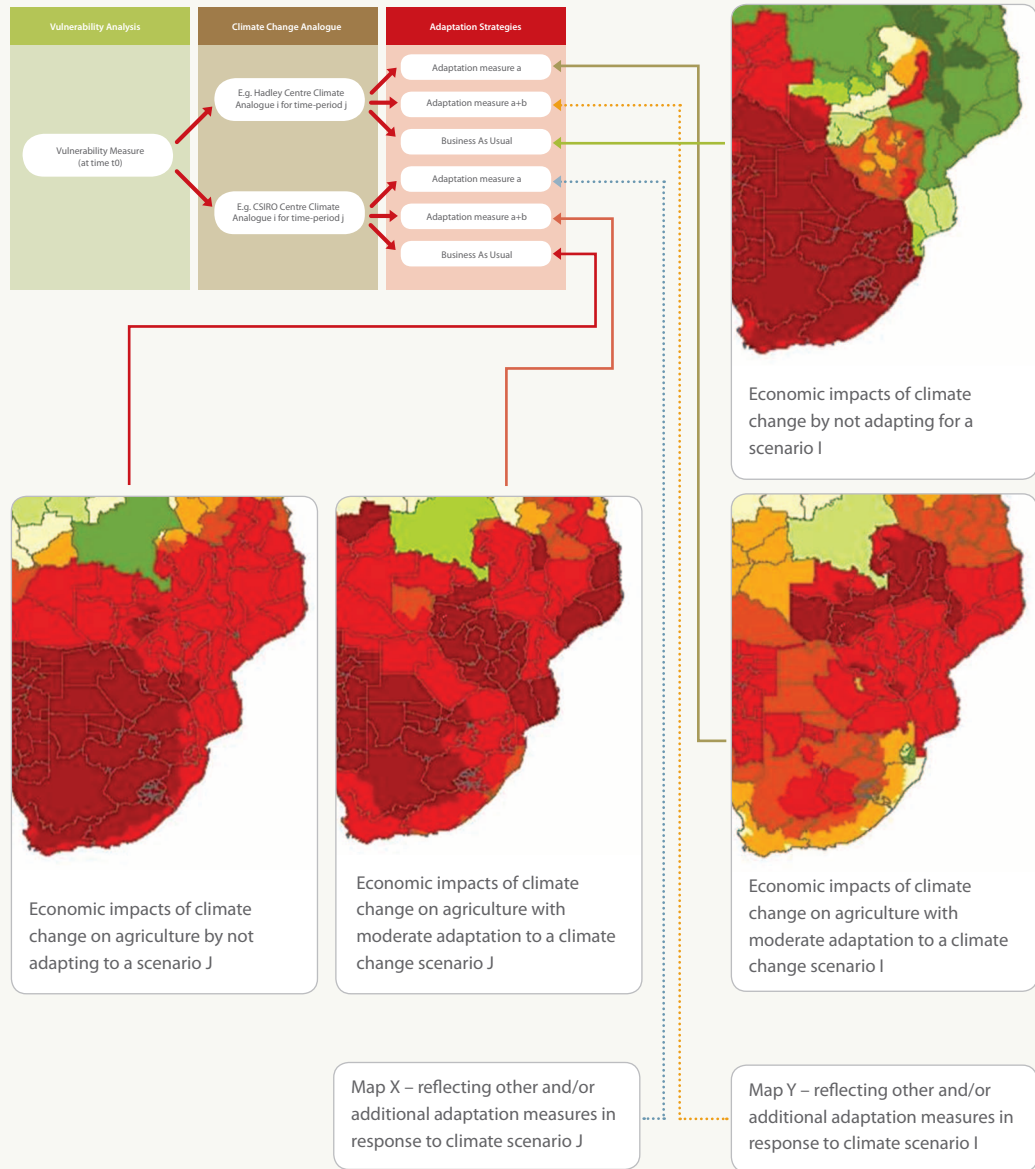 Vulnerability Analysis
Climate Change Analogue
Adaptation Strategies
Vulnerability Measure
(at time t0)
E.g. Hadley Centre Climate
Analogue i for time-period j
E.g. CSIRO Centre Climate
Analogue i for time-period j
Adaptation measure a
Adaptation measure a+b
Business As Usual
Adaptation measure a
Adaptation measure a+b
Business As Usual
Economic impacts of climate
change by not adapting for a
scenario I
Economic impacts of climate
change on agriculture by not
adapting to a scenario J
Economic impacts of climate
change on agriculture with
moderate adaptation to a climate
change scenario J
Economic impacts of climate
change on agriculture with
moderate adaptation to a climate
change scenario I
Map X – reflecting other and/or
additional adaptation measures in
response to climate scenario J
Map Y – reflecting other and/or
additional adaptation measures in
response to climate scenario I